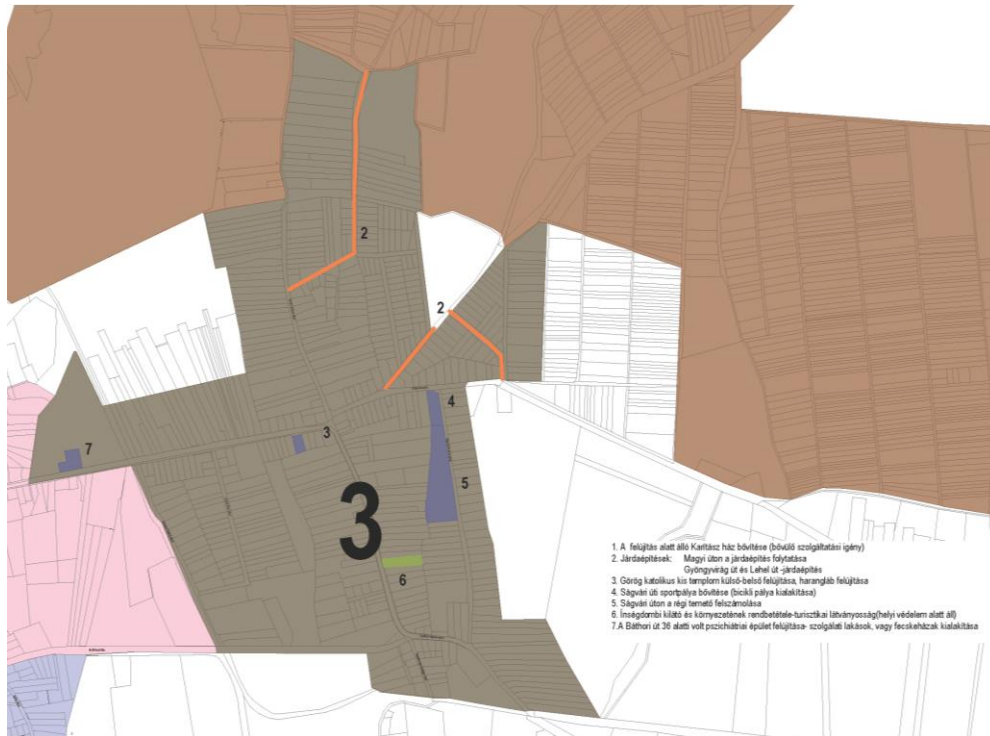 2
2
4
3
7
5
3
6
1. A felújítás alatt álló Karitász ház bővítése (bővülő szolgáltatási igény)
2. Járdaépítések: Magyi úton a járdaépítés folytatása
Gyöngyvirág út és Lehel út -járdaépítés
3. Görög katolikus kis templom külső-belső felújítása, harangláb felújítása
4. Ságvári úti sportpálya bővítése (bicikli pálya kialakítása)
5. Ságvári úton a régi temető felszámolása
6. Ínségdombi kilátó és környezetének rendbetétele-turisztikai látványosság(helyi védelem alatt áll)
7.A Báthori út 36 alatti volt pszichiátriai épület felújítása- szolgálati lakások, vagy fecskeházak kialakítása